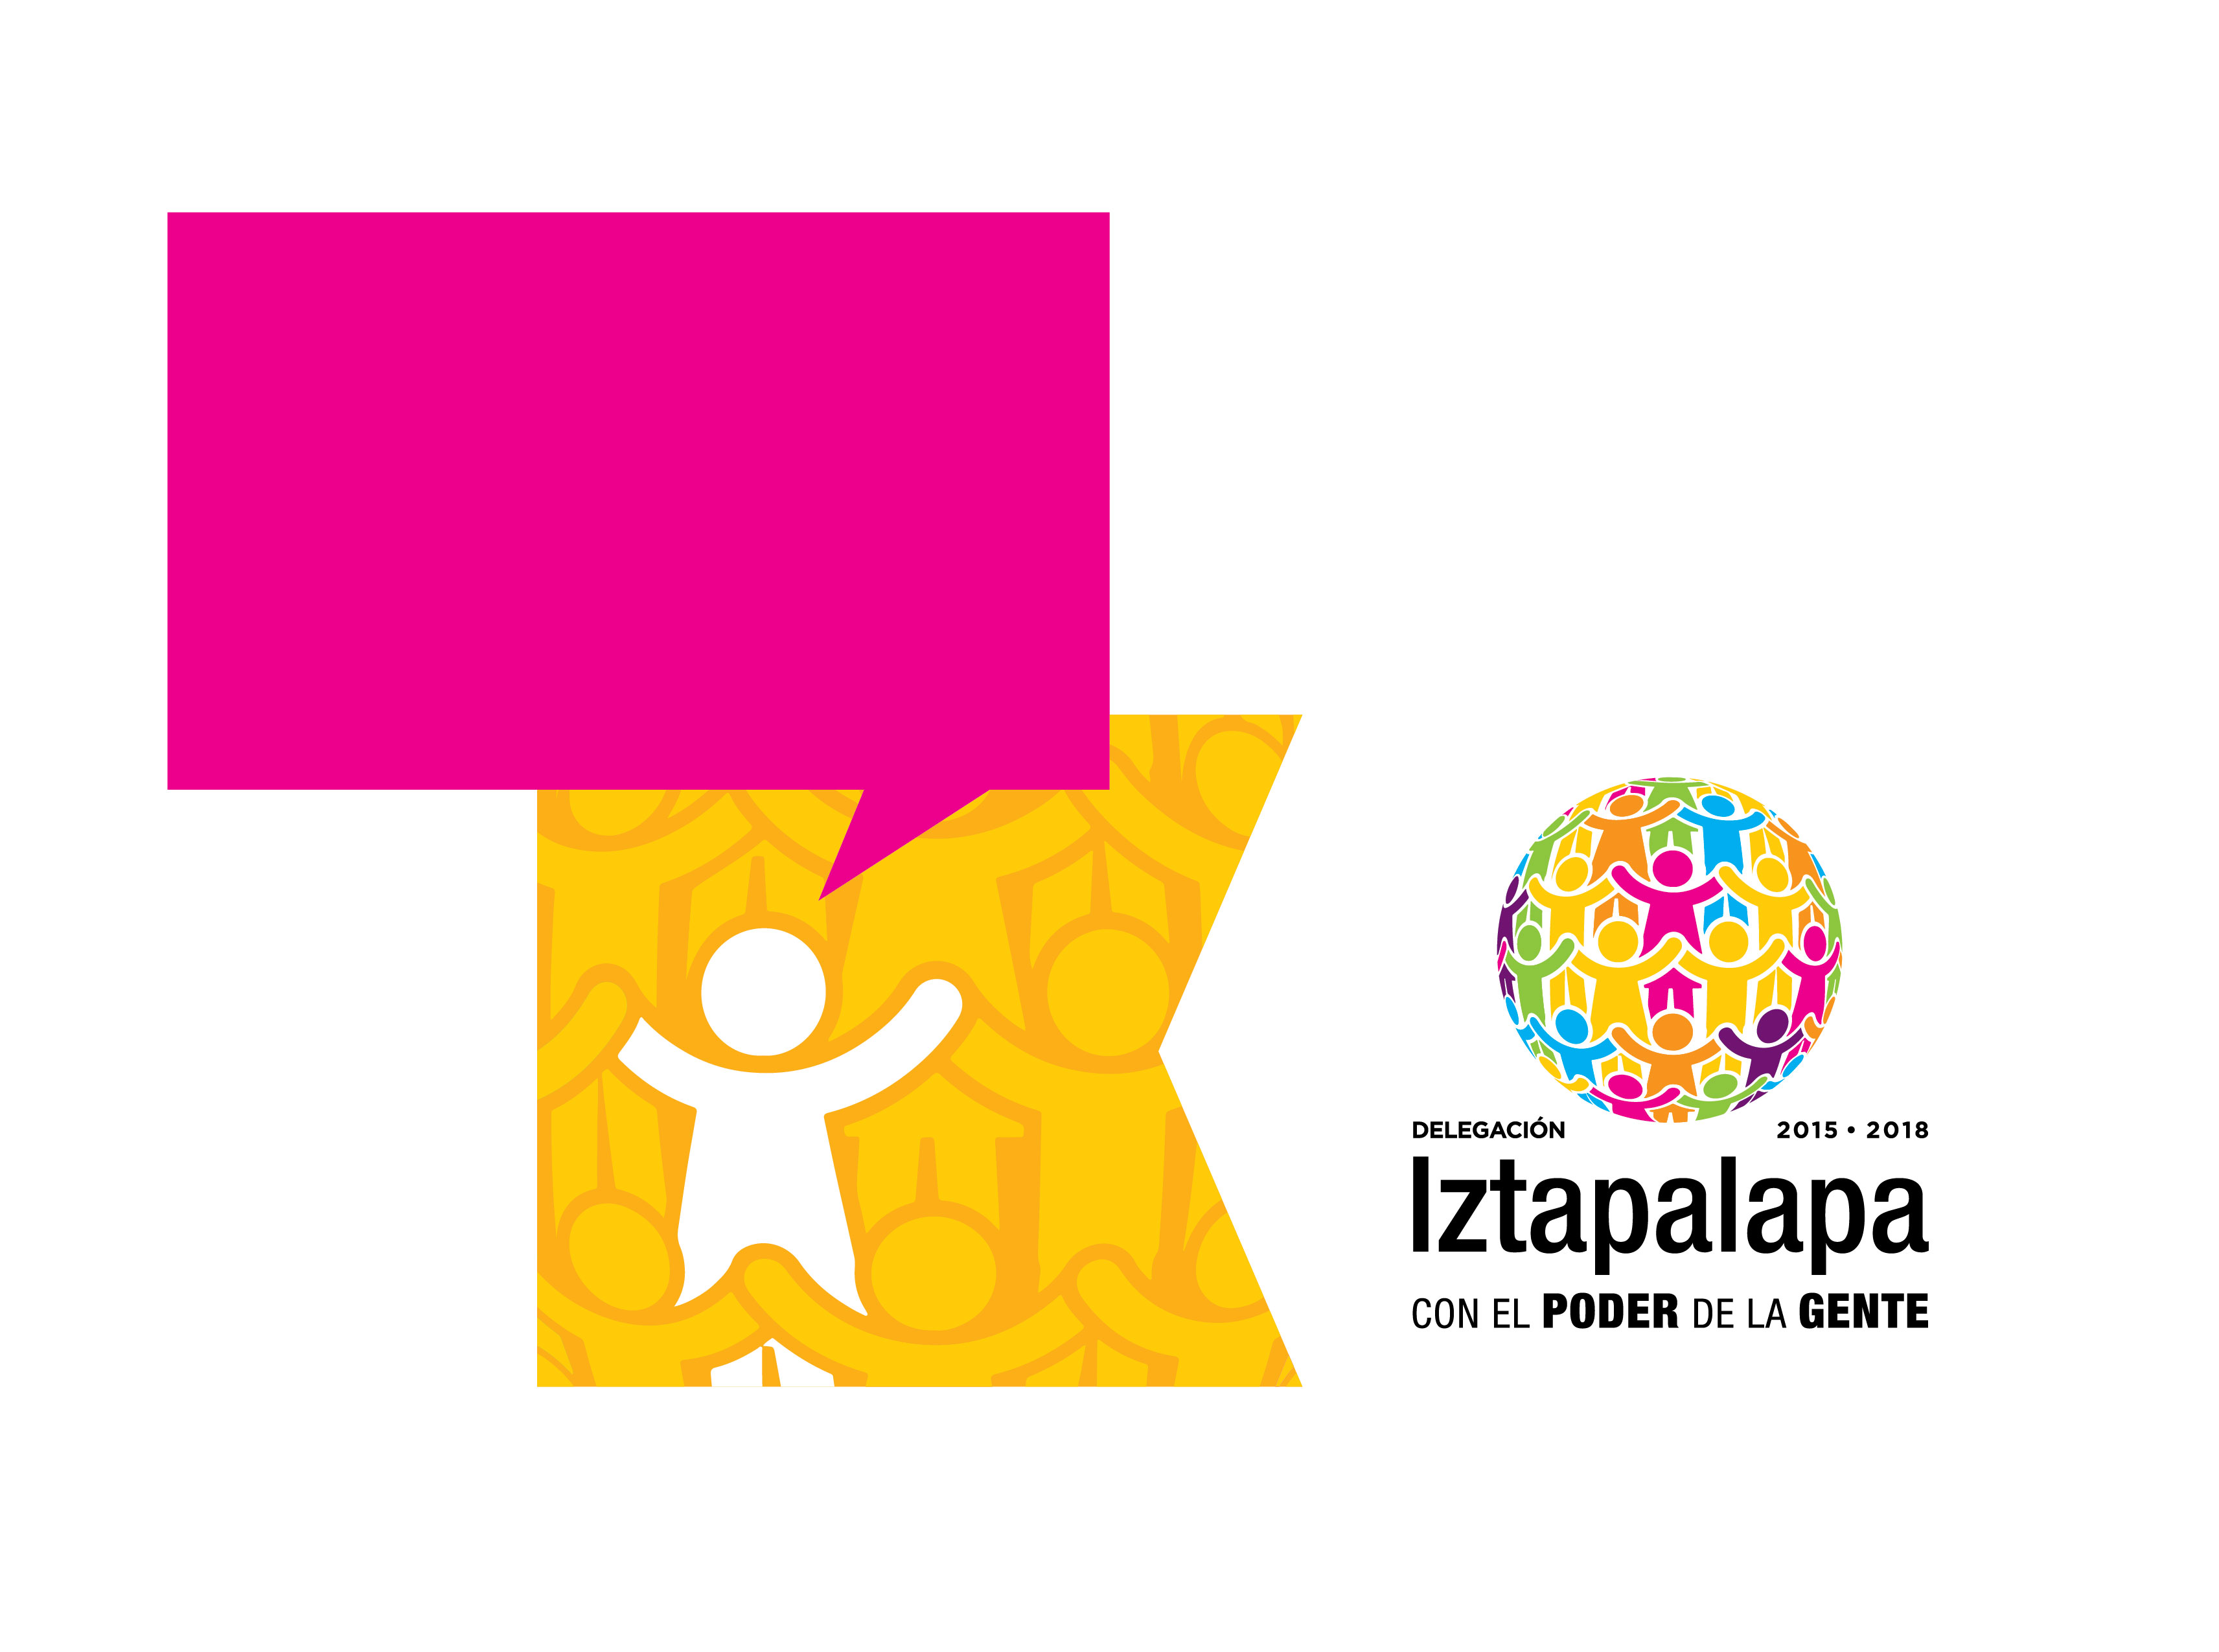 DELEGACIÓN 2015 • 2018
Iztapalapa
CON EL PODER DE LA GENTE